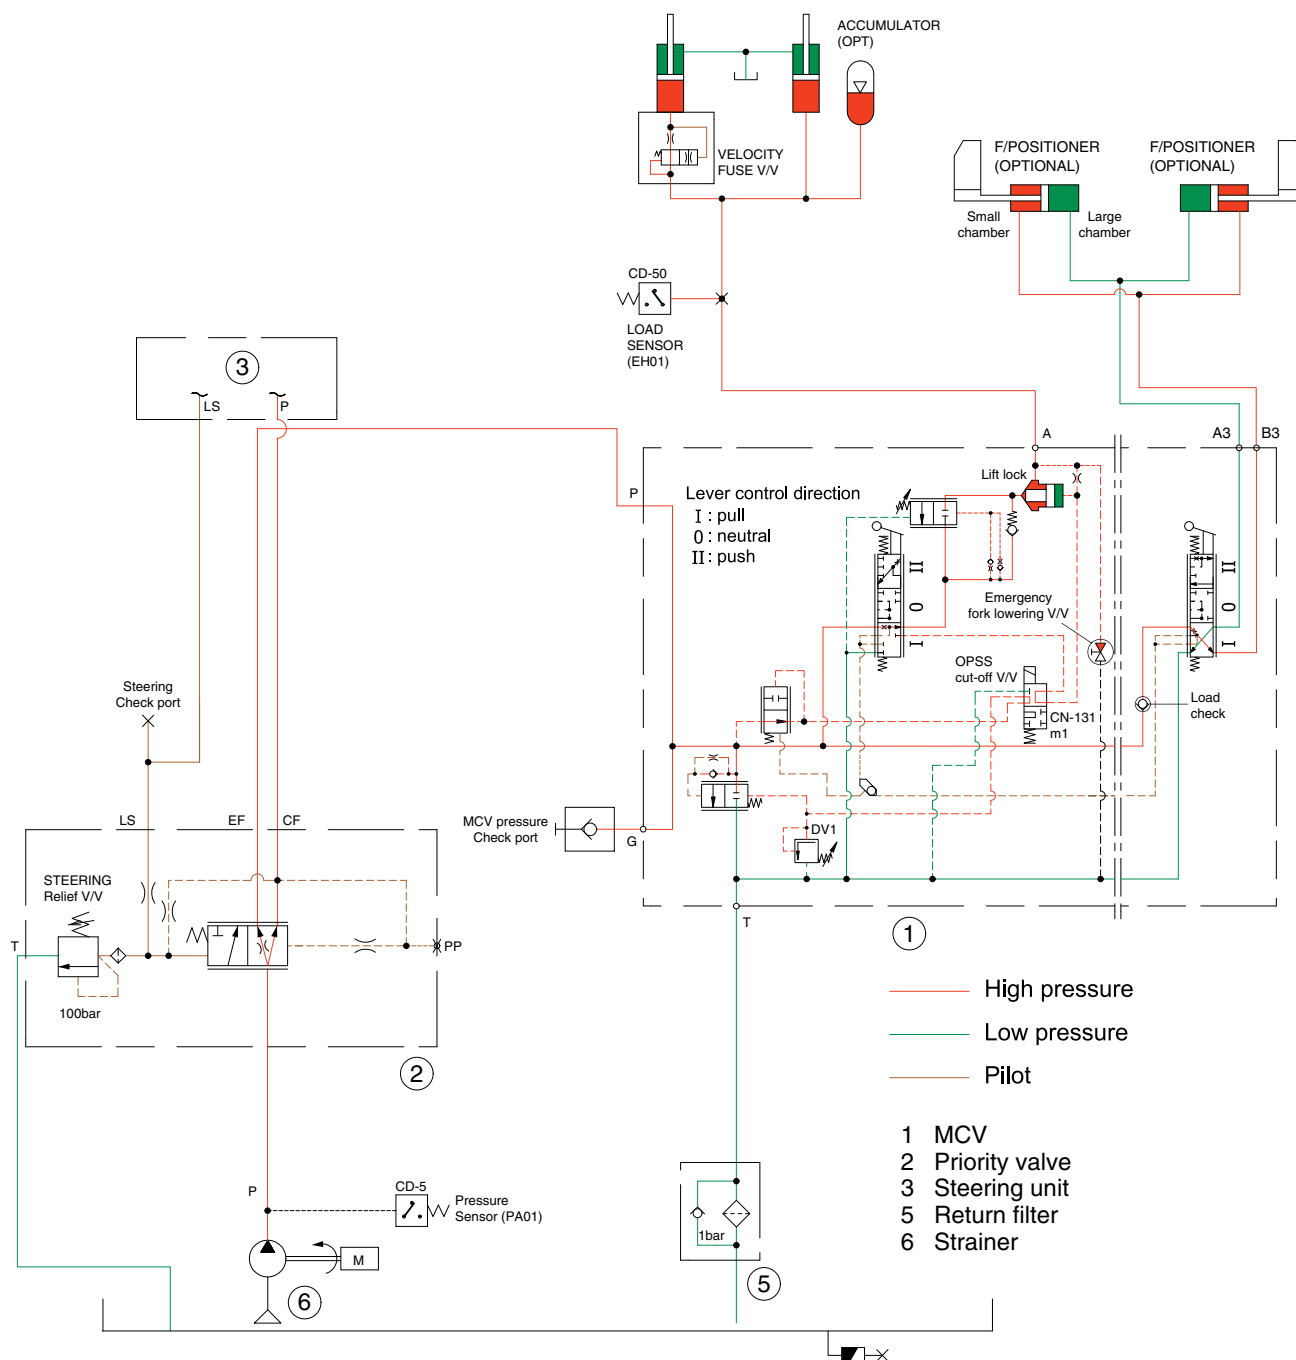 ACCUMULATOR
(OPT)
VELOCITY
FUSE V/V
F/POSITIONER
(OPTIONAL)
F/POSITIONER
(OPTIONAL)
Small
chamber
Large
chamber
CD-50
LOAD
SENSOR
(EH01)
3
LS
P
A
A3
B3
P
Lever control direction
I : pull
0 : neutral
II : push
Lift lock
II
0
I
II
0
I
Emergency
fork lowering V/V
OPSS
cut-off V/V
CN-131
m1
Load
check
Steering
Check port
LS
EF
CF
MCV pressure
Check port
G
DV1
STEERING
Relief V/V
T
PP
100bar
2
T
1
High pressure
Low pressure
Pilot
1 MCV
2 Priority valve
3 Steering unit
5 Return filter
6 Strainer
P
CD-5
Pressure
Sensor (PA01)
M
6
1bar
5